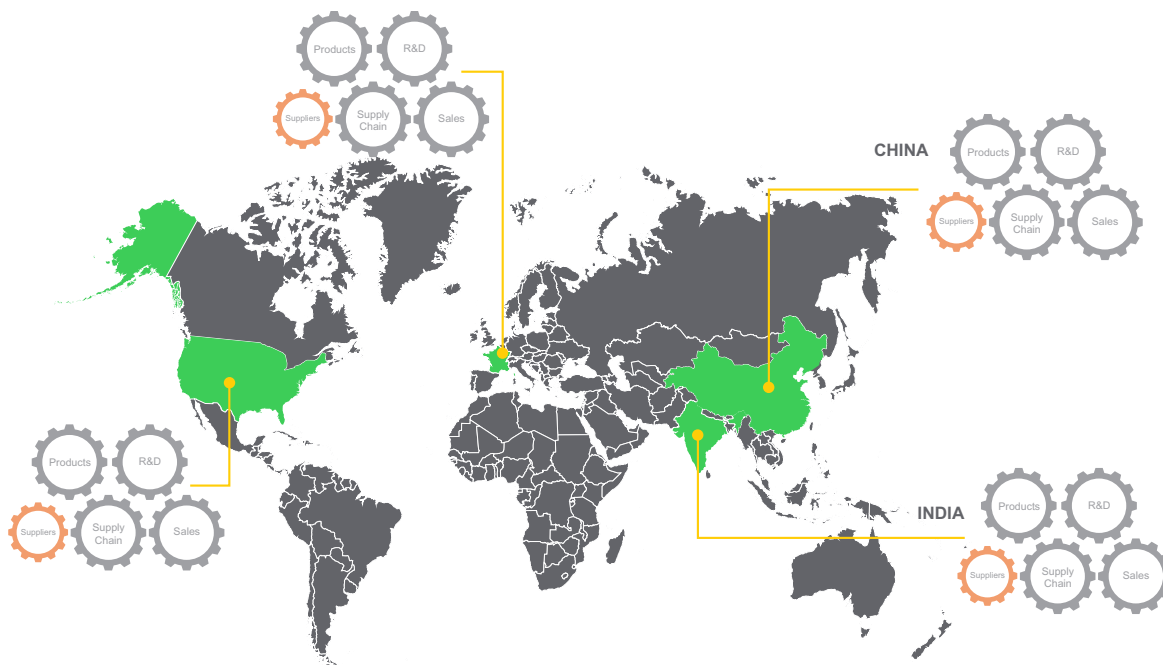 Products
R&D
Suppliers
Supply
Chain
Sales
CHINA
Products
R&D
Suppliers
Supply
Chain
Sales
Products
R&D
Suppliers
Supply
Chain
Sales
INDIA
Products
R&D
Suppliers
Supply
Chain
Sales